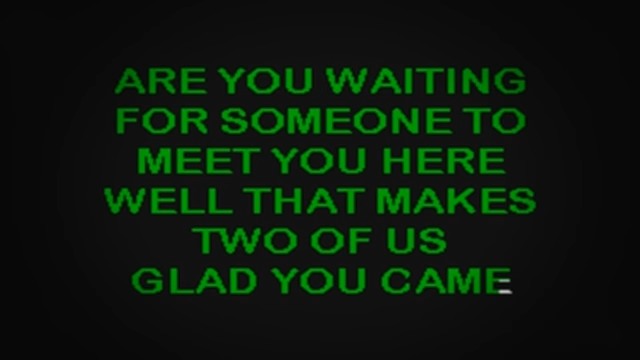 ARE YOU WAITING
FOR SOMEONE TO
MEET YOU HERE
WELL THAT MAKES
TWO OF US
GLAD YOU CAME